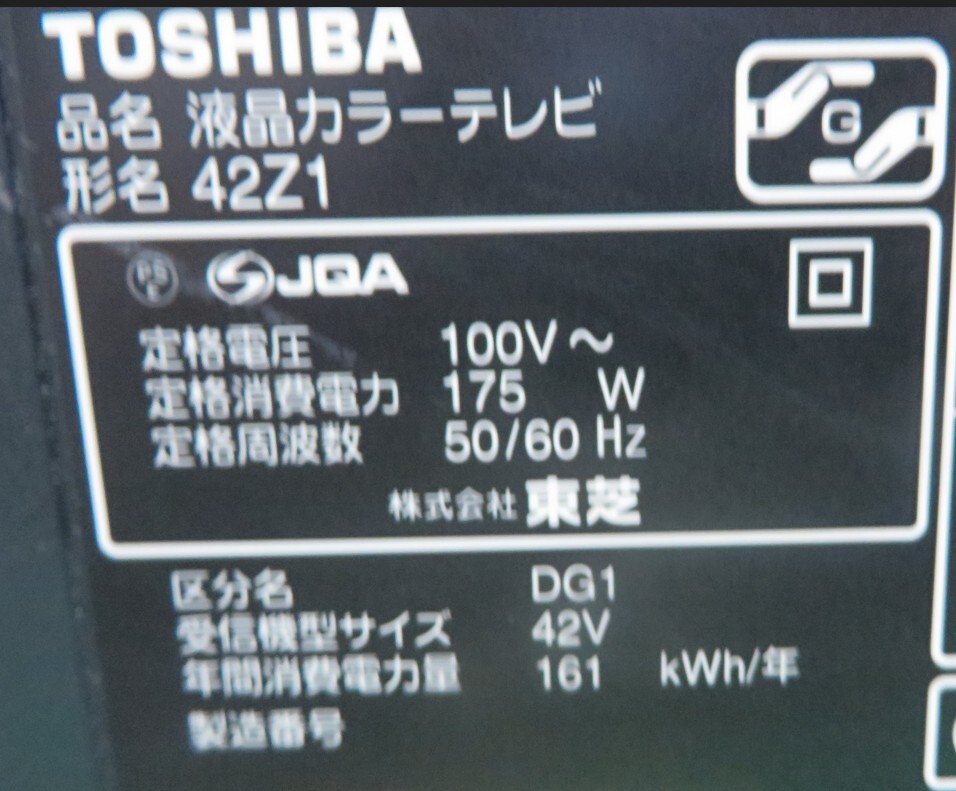 TOSHIBA
品名 液晶カラーテレビ
形名 42Z1
G
PS
E
JQA
定格電圧 100V～
定格消費電力 175 W
定格周波数 50/60 Hz
株式会社 東芝
区分名 DG1
受信機型サイズ 42V
年間消費電力量 161 kWh/年
製造番号